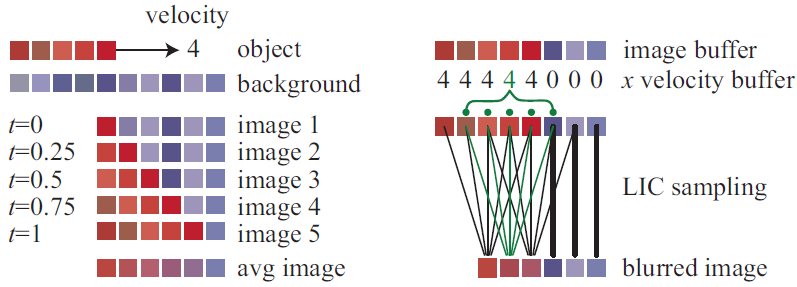 velocity
4 object
background
t=0 image 1
t=0.25 image 2
t=0.5 image 3
t=0.75 image 4
t=1 image 5
avg image
image buffer
4 4 4 4 4 0 0 0 x velocity buffer
LIC sampling
blurred image